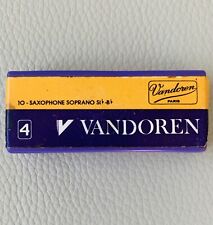 Vandoren
PARIS
10 - SAXOPHONE SOPRANO SI♭-B♭
4 VANDOREN